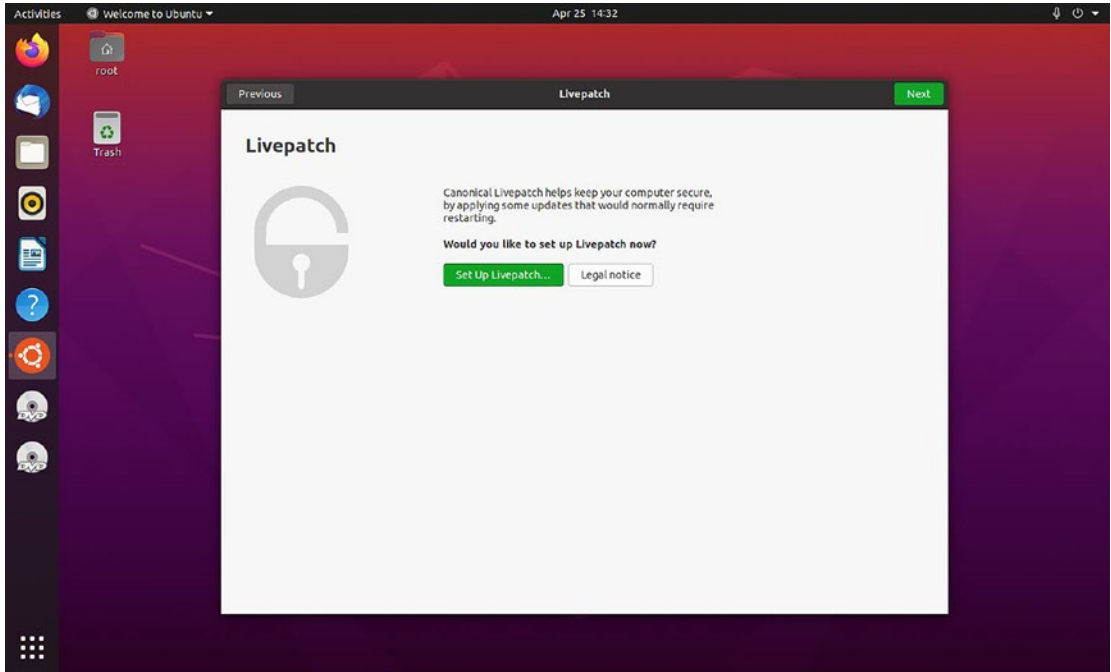 Activities Welcome to Ubuntu Apr 25 14:32
root
Trash
Previous Livepatch Next
Livepatch
Canonical Livepatch helps keep your computer secure,
by applying some updates that would normally require
restarting.
Would you like to set up Livepatch now?
Set Up Livepatch... Legal notice
DVD
DVD